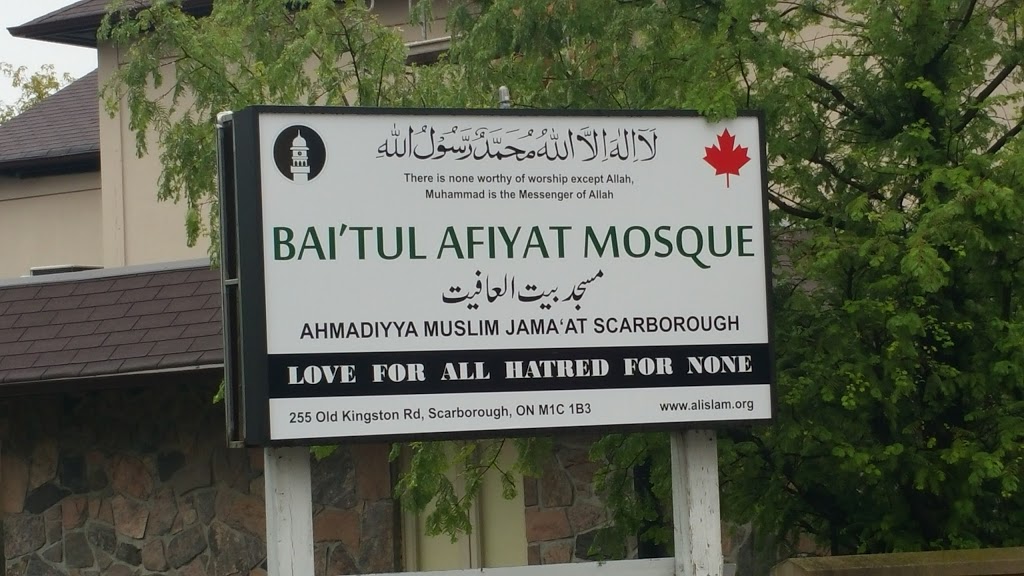 لَا إِلٰهَ إِلَّا اللّٰهُ مُحَمَّدٌ رَّسُوْلُ اللّٰهِ
There is none worthy of worship except Allah,
Muhammad is the Messenger of Allah
BAI'TUL AFIYAT MOSQUE
مسجد بیت العافیت
AHMADIYYA MUSLIM JAMA‘AT SCARBOROUGH
LOVE FOR ALL HATRED FOR NONE
255 Old Kingston Rd, Scarborough, ON M1C 1B3
www.alislam.org